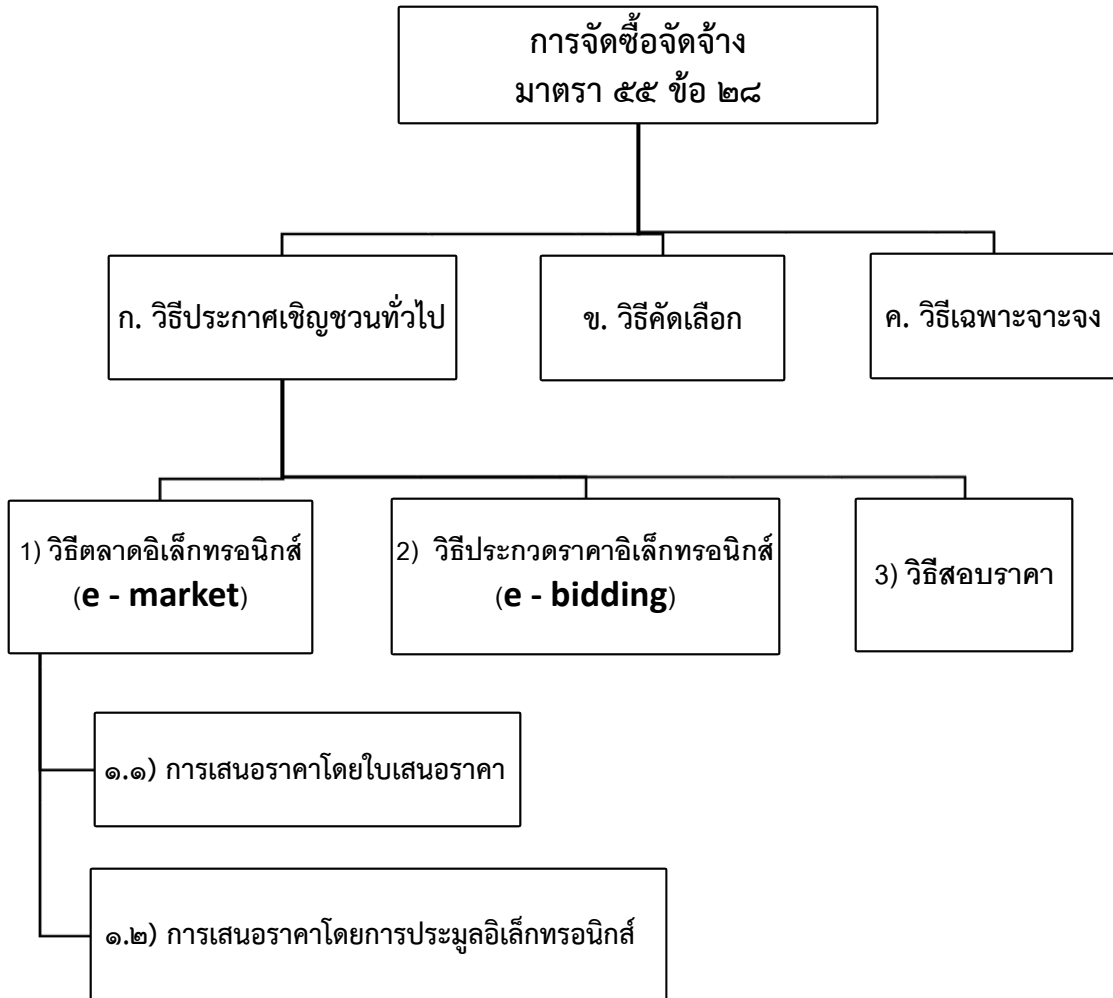 การจัดซื้อจัดจ้าง
มาตรา ๕๕ ข้อ ๒๘
ก. วิธีประกาศเชิญชวนทั่วไป
ข. วิธีคัดเลือก
ค. วิธีเฉพาะจาะจง
1) วิธีตลาดอิเล็กทรอนิกส์
(e - market)
2) วิธีประกวดราคาอิเล็กทรอนิกส์
(e - bidding)
3) วิธีสอบราคา
๑.๑) การเสนอราคาโดยใบเสนอราคา
๑.๒) การเสนอราคาโดยการประมูลอิเล็กทรอนิกส์